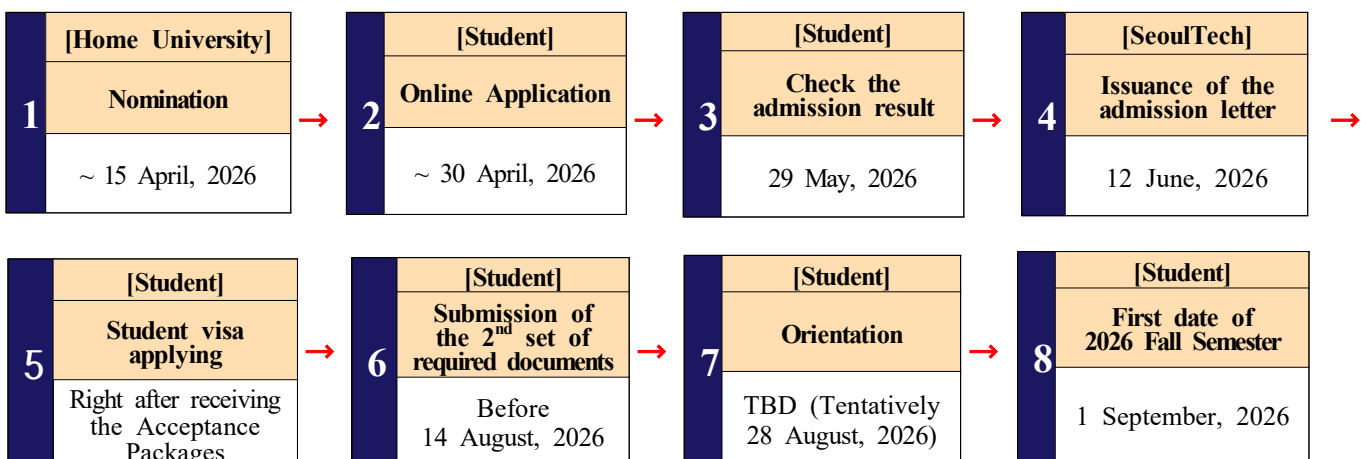 1
[Home University]
Nomination
~ 15 April, 2026
→
2
[Student]
Online Application
~ 30 April, 2026
→
3
[Student]
Check the
admission result
29 May, 2026
→
4
[SeoulTech]
Issuance of the
admission letter
12 June, 2026
→
5
[Student]
Student visa
applying
Right after receiving
the Acceptance
Packages
→
6
[Student]
Submission of
the 2nd set of
required documents
Before
14 August, 2026
→
7
[Student]
Orientation
TBD (Tentatively
28 August, 2026)
→
8
[Student]
First date of
2026 Fall Semester
1 September, 2026